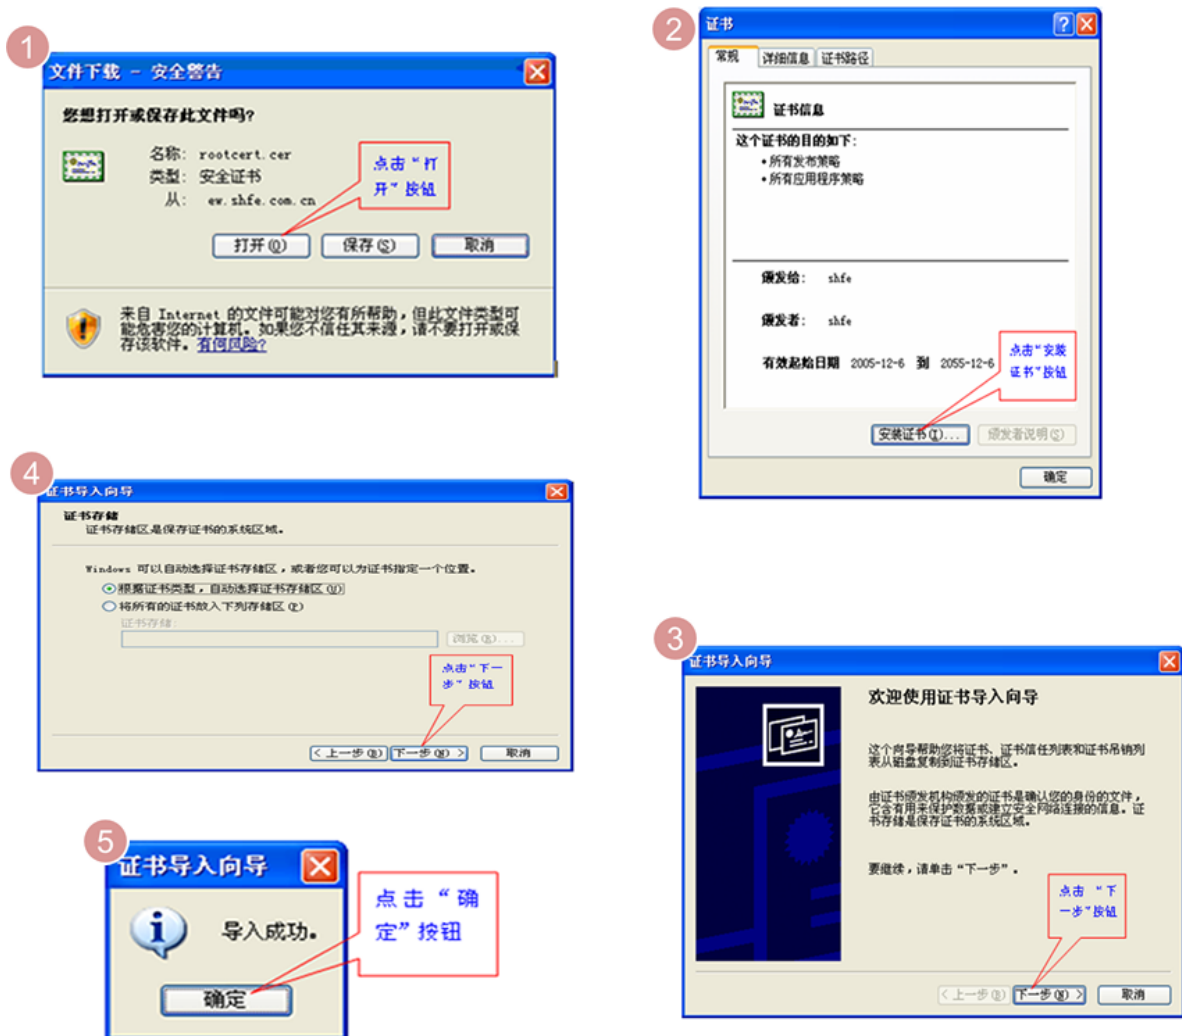 1
文件下载 - 安全警告
您想打开或保存此文件吗?
名称: rootcert.cer
类型: 安全证书
从: ew.shfe.com.cn
点击“打
开”按钮
打开(O)
保存(S)
取消
来自 Internet 的文件可能对您有所帮助，但此文件类型可
能危害您的计算机。如果您不信任其来源，请不要打开或保
存该软件。有何风险?
2
证书
常规
详细信息
证书路径
证书信息
这个证书的目的如下:
•所有发布策略
•所有应用程序策略
颁发给: shfe
颁发者: shfe
有效起始日期 2005-12-6 到 2055-12-6
点击“安装
证书”按钮
安装证书(I)...
颁发者说明(S)
确定
3
证书导入向导
欢迎使用证书导入向导
这个向导帮助您将证书、证书信任列表和证书吊销列
表从磁盘复制到证书存储区。
由证书颁发机构颁发的证书是确认您的身份的文件，
它含有用来保护数据或建立安全网络连接的信息。证
书存储是保存证书的系统区域。
要继续，请单击“下一步”。
点击 “下
一步”按钮
< 上一步(B)
下一步(N) >
取消
4
证书导入向导
证书存储
证书存储区是保存证书的系统区域。
Windows 可以自动选择证书存储区，或者您可以为证书指定一个位置。
根据证书类型，自动选择证书存储区(U)
将所有的证书放入下列存储区(P)
证书存储:
浏览(R)...
点击“下一
步”按钮
< 上一步(B)
下一步(N) >
取消
5
证书导入向导
导入成功。
确定
点击“确
定”按钮